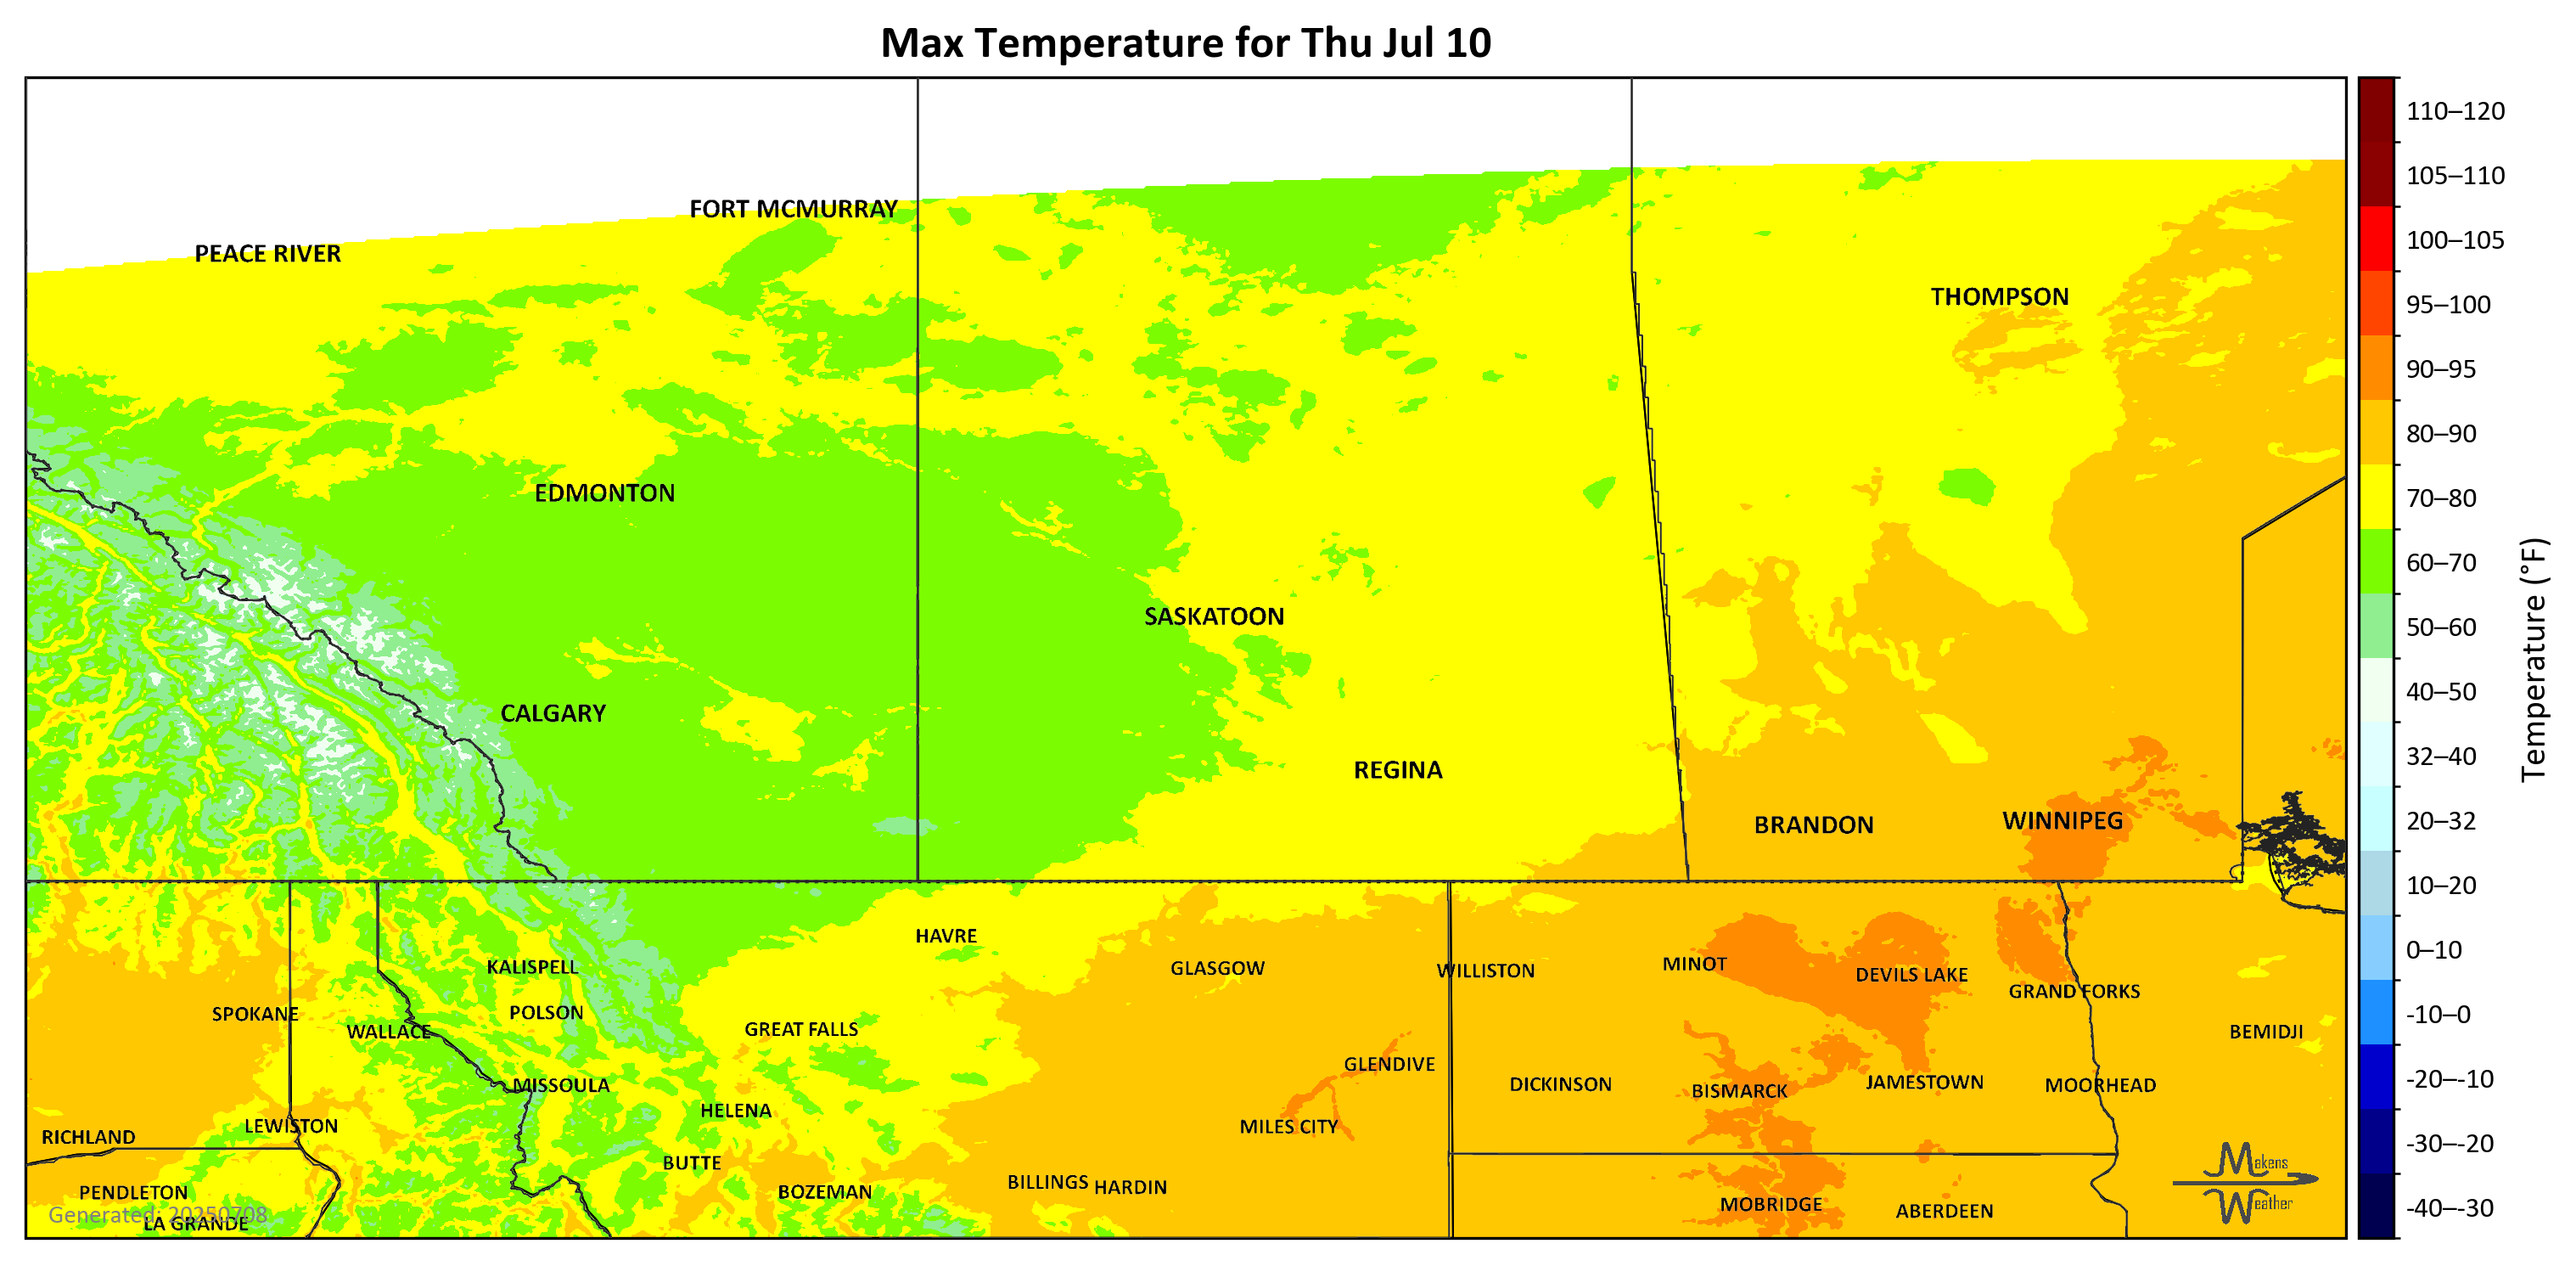 Max Temperature for Thu Jul 10
110–120
105–110
FORT MCMURRAY
100–105
PEACE RIVER
THOMPSON
95–100
90–95
80–90
EDMONTON
70–80
60–70
SASKATOON
50–60
40–50
CALGARY
32–40
REGINA
Temperature (°F)
20–32
BRANDON
WINNIPEG
10–20
HAVRE
0–10
KALISPELL
GLASGOW
WILLISTON
MINOT
DEVILS LAKE
GRAND FORKS
SPOKANE
POLSON
-10–0
WALLACE
GREAT FALLS
BEMIDJI
GLENDIVE
-20–-10
MISSOULA
DICKINSON
BISMARCK
JAMESTOWN
MOORHEAD
HELENA
LEWISTON
MILES CITY
RICHLAND
-30–-20
BUTTE
Makens
Weather
PENDLETON
BOZEMAN
BILLINGS
HARDIN
MOBRIDGE
ABERDEEN
-40–-30
Generated: 20250708
LA GRANDE